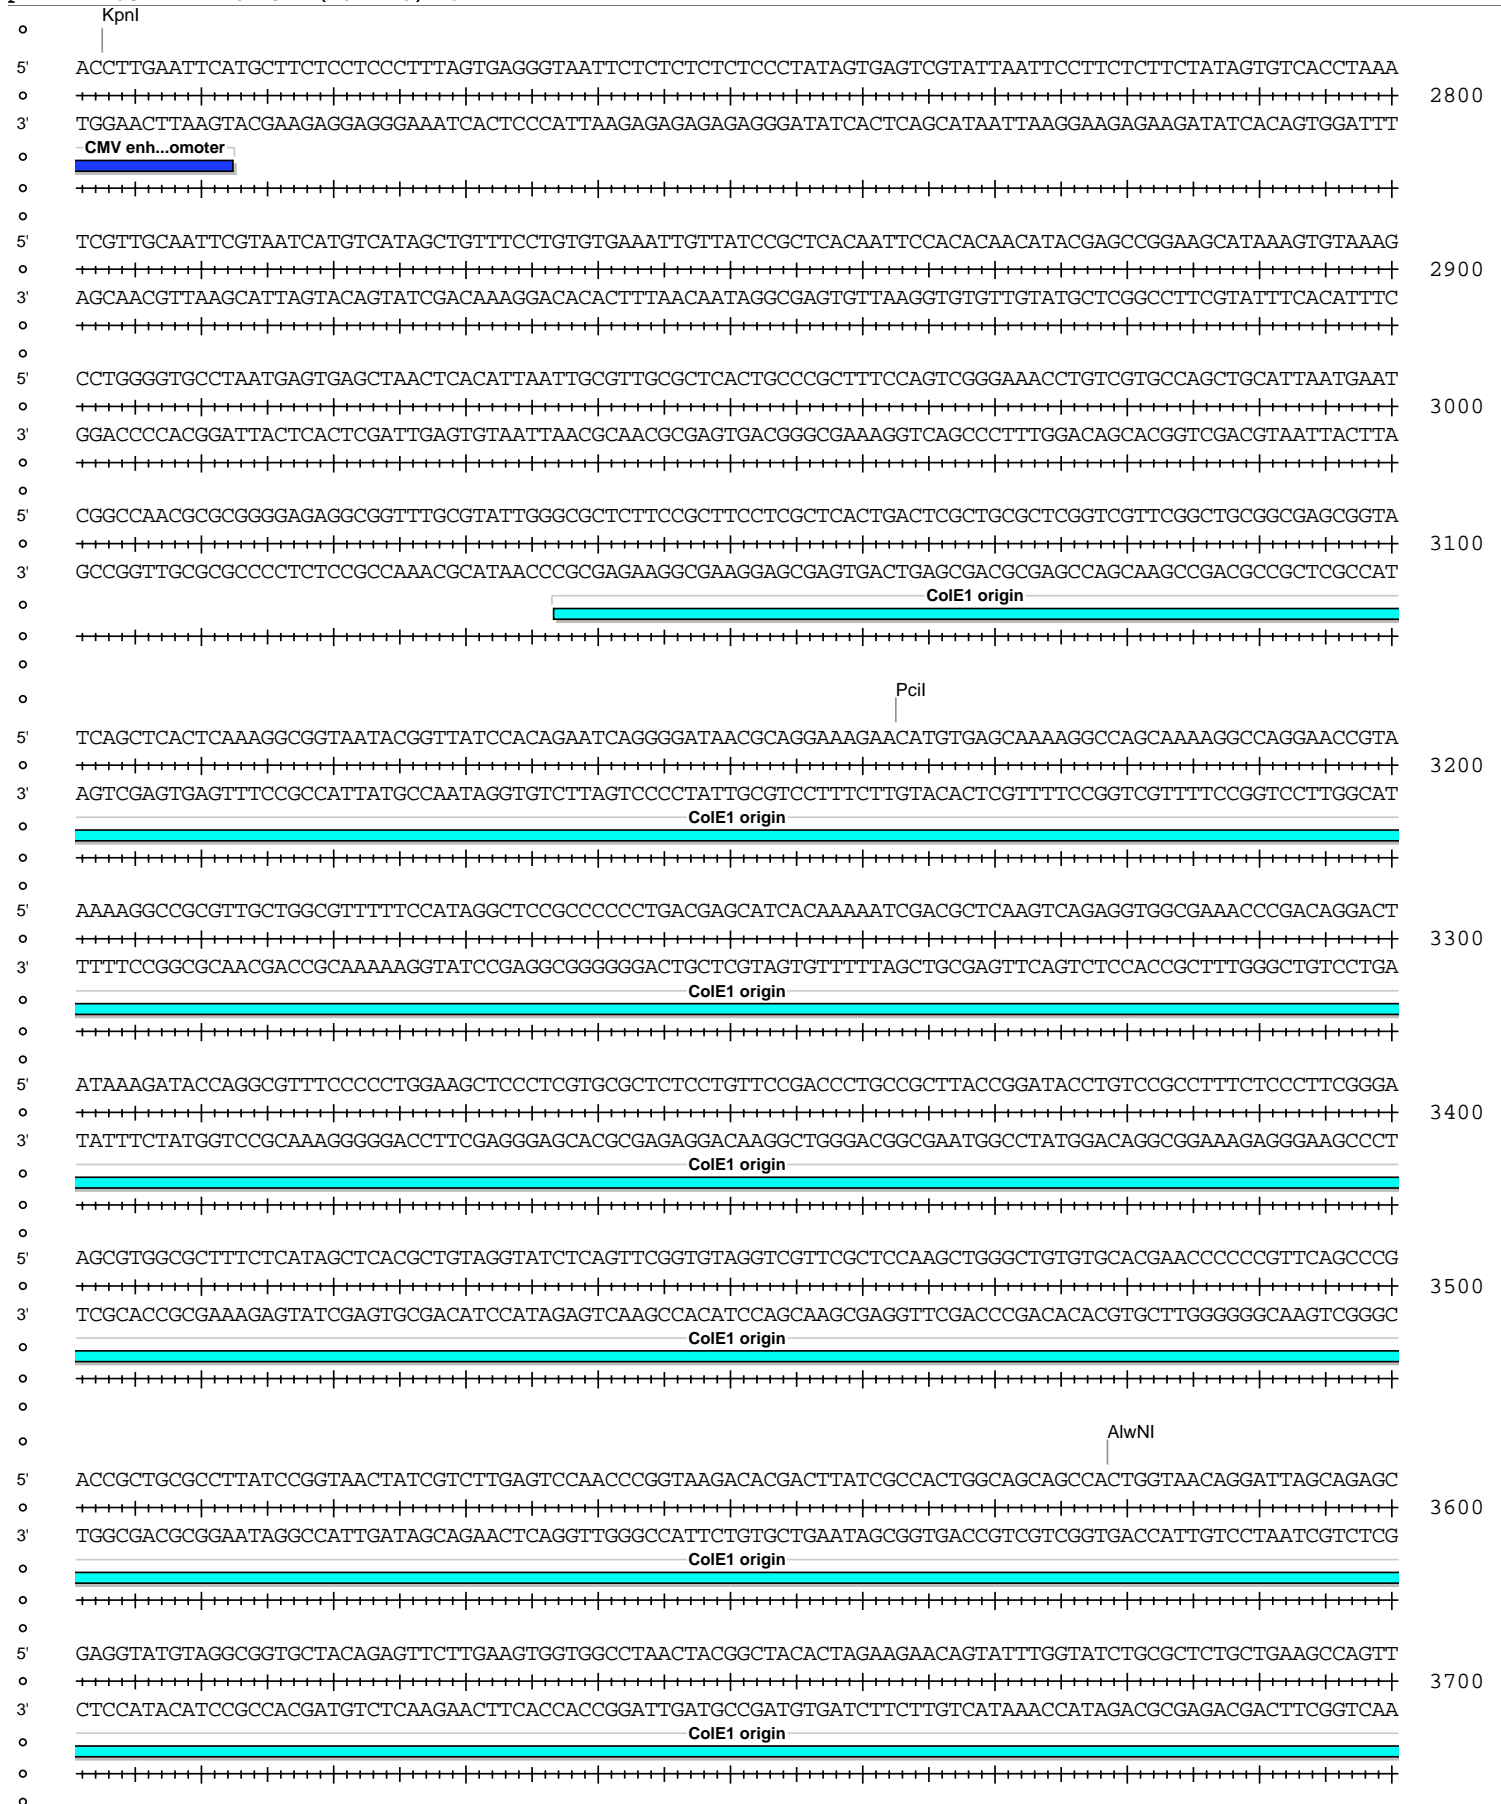 KpnI
5' ACCTTGAATTCATGCTTCTCCTCCCTTTAGTGAGGGTAATTCTCTCTCTCTCCCTATAGTGAGTCGTATTAATTCCTTCTCTTCTATAGTGTCACCTAAA
2800
3' TGGAACTTAAGTACGAAGAGGAGGGAAATCACTCCCATTAAGAGAGAGAGAGGGATATCACTCAGCATAATTAAGGAAGAGAAGATATCACAGTGGATTT
CMV enh...omoter
5' TCGTTGCAATTCGTAATCATGTCATAGCTGTTTCCTGTGTGAAATTGTTATCCGCTCACAATTCCACACAACATACGAGCCGGAAGCATAAAGTGTAAAG
2900
3' AGCAACGTTAAGCATTAGTACAGTATCGACAAAGGACACACTTTAACAATAGGCGAGTGTTAAGGTGTGTTGTATGCTCGGCCTTCGTATTTCACATTTC
5' CCTGGGGTGCCTAATGAGTGAGCTAACTCACATTAATTGCGTTGCGCTCACTGCCCGCTTTCCAGTCGGGAAACCTGTCGTGCCAGCTGCATTAATGAAT
3000
3' GGACCCCACGGATTACTCACTCGATTGAGTGTAATTAACGCAACGCGAGTGACGGGCGAAAGGTCAGCCCTTTGGACAGCACGGTCGACGTAATTACTTA
5' CGGCCAACGCGCGGGGAGAGGCGGTTTGCGTATTGGGCGCTCTTCCGCTTCCTCGCTCACTGACTCGCTGCGCTCGGTCGTTCGGCTGCGGCGAGCGGTA
3100
3' GCCGGTTGCGCGCCCCTCTCCGCCAAACGCATAACCCGCGAGAAGGCGAAGGAGCGAGTGACTGAGCGACGCGAGCCAGCAAGCCGACGCCGCTCGCCAT
ColE1 origin
PciI
5' TCAGCTCACTCAAAGGCGGTAATACGGTTATCCACAGAATCAGGGGATAACGCAGGAAAGAACATGTGAGCAAAAGGCCAGCAAAAGGCCAGGAACCGTA
3200
3' AGTCGAGTGAGTTTCCGCCATTATGCCAATAGGTGTCTTAGTCCCCTATTGCGTCCTTTCTTGTACACTCGTTTTCCGGTCGTTTTCCGGTCCTTGGCAT
ColE1 origin
5' AAAAGGCCGCGTTGCTGGCGTTTTTCCATAGGCTCCGCCCCCCTGACGAGCATCACAAAAATCGACGCTCAAGTCAGAGGTGGCGAAACCCGACAGGACT
3300
3' TTTTCCGGCGCAACGACCGCAAAAAGGTATCCGAGGCGGGGGGACTGCTCGTAGTGTTTTTAGCTGCGAGTTCAGTCTCCACCGCTTTGGGCTGTCCTGA
ColE1 origin
5' ATAAAGATACCAGGCGTTTCCCCCTGGAAGCTCCCTCGTGCGCTCTCCTGTTCCGACCCTGCCGCTTACCGGATACCTGTCCGCCTTTCTCCCTTCGGGA
3400
3' TATTTCTATGGTCCGCAAAGGGGGACCTTCGAGGGAGCACGCGAGAGGACAAGGCTGGGACGGCGAATGGCCTATGGACAGGCGGAAAGAGGGAAGCCCT
ColE1 origin
5' AGCGTGGCGCTTTCTCATAGCTCACGCTGTAGGTATCTCAGTTCGGTGTAGGTCGTTCGCTCCAAGCTGGGCTGTGTGCACGAACCCCCCGTTCAGCCCG
3500
3' TCGCACCGCGAAAGAGTATCGAGTGCGACATCCATAGAGTCAAGCCACATCCAGCAAGCGAGGTTCGACCCGACACACGTGCTTGGGGGGCAAGTCGGGC
ColE1 origin
AlwNI
5' ACCGCTGCGCCTTATCCGGTAACTATCGTCTTGAGTCCAACCCGGTAAGACACGACTTATCGCCACTGGCAGCAGCCACTGGTAACAGGATTAGCAGAGC
3600
3' TGGCGACGCGGAATAGGCCATTGATAGCAGAACTCAGGTTGGGCCATTCTGTGCTGAATAGCGGTGACCGTCGTCGGTGACCATTGTCCTAATCGTCTCG
ColE1 origin
5' GAGGTATGTAGGCGGTGCTACAGAGTTCTTGAAGTGGTGGCCTAACTACGGCTACACTAGAAGAACAGTATTTGGTATCTGCGCTCTGCTGAAGCCAGTT
3700
3' CTCCATACATCCGCCACGATGTCTCAAGAACTTCACCACCGGATTGATGCCGATGTGATCTTCTTGTCATAAACCATAGACGCGAGACGACTTCGGTCAA
ColE1 origin